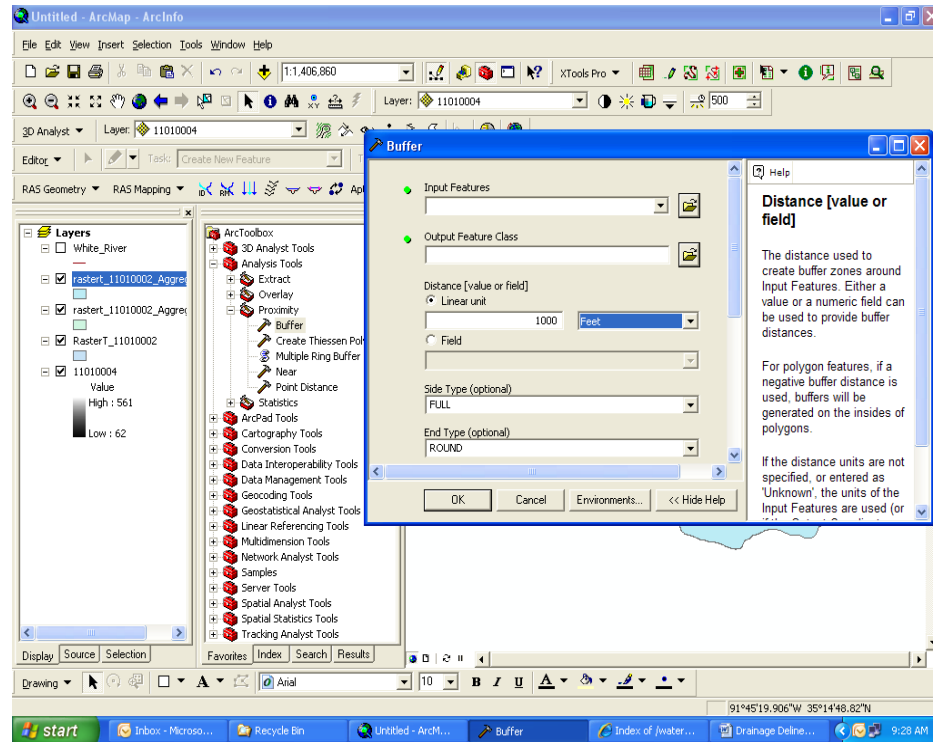 Untitled - ArcMap - ArcInfo
File Edit View Insert Selection Tools Window Help
1:1,406,860
XTools Pro
Layer: 11010004
500
3D Analyst Layer: 11010004
Editor Task: Create New Feature
RAS Geometry RAS Mapping
Layers
White_River
rastert_11010002_Aggre
rastert_11010002_Aggre
RasterT_11010002
11010004
Value
High : 561
Low : 62
Display Source Selection
ArcToolbox
3D Analyst Tools
Analysis Tools
Extract
Overlay
Proximity
Buffer
Create Thiessen Pol
Multiple Ring Buffer
Near
Point Distance
Statistics
ArcPad Tools
Cartography Tools
Conversion Tools
Data Interoperability Tools
Data Management Tools
Geocoding Tools
Geostatistical Analyst Tools
Linear Referencing Tools
Multidimension Tools
Network Analyst Tools
Samples
Server Tools
Spatial Analyst Tools
Spatial Statistics Tools
Tracking Analyst Tools
Favorites Index Search Results
Buffer
Input Features
Output Feature Class
Distance [value or field]
Linear unit
1000 Feet
Field
Side Type (optional)
FULL
End Type (optional)
ROUND
OK Cancel Environments... << Hide Help
Help
Distance [value or
field]
The distance used to
create buffer zones around
Input Features. Either a
value or a numeric field can
be used to provide buffer
distances.
For polygon features, if a
negative buffer distance is
used, buffers will be
generated on the insides of
polygons.
If the distance units are not
specified, or entered as
'Unknown', the units of the
Input Features are used (or
Drawing A Arial 10 B I U A
91°45'19.906"W 35°14'48.82"N
start Inbox - Microso... Recycle Bin Untitled - ArcM... Buffer Index of /water... Drainage Deline... 9:28 AM